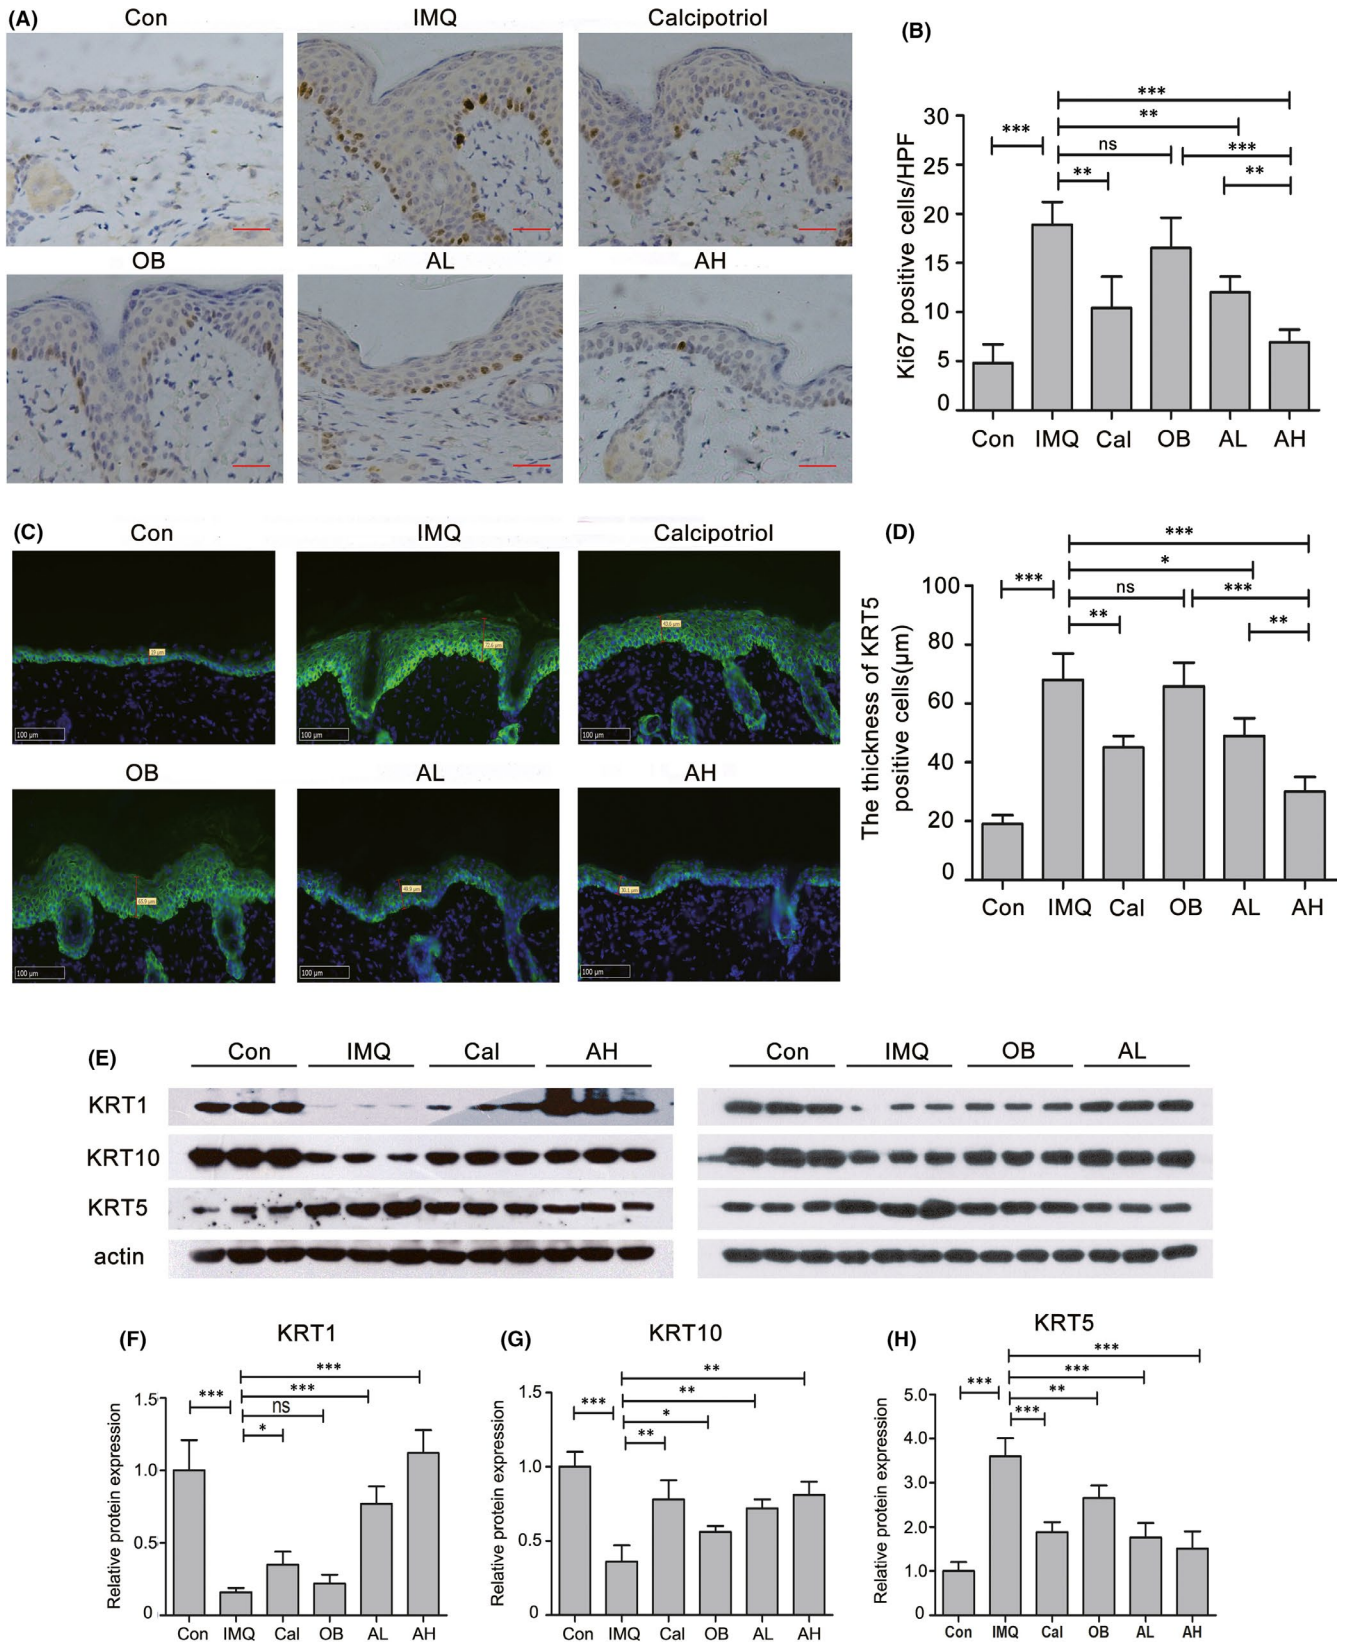 (A) Con IMQ Calcipotriol
OB AL AH
(B)
Ki67 positive cells/HPF
30
25
20
15
10
5
0
***
**
*** ns ***
** **
Con IMQ Cal OB AL AH
(C) Con IMQ Calcipotriol
100 µm 100 µm 100 µm
OB AL AH
100 µm 100 µm 100 µm
(D)
The thickness of KRT5
positive cells(µm)
100
80
60
40
20
0
***
*
*** ns ***
** **
Con IMQ Cal OB AL AH
(E) Con IMQ Cal AH Con IMQ OB AL
KRT1
KRT10
KRT5
actin
(F) KRT1
Relative protein expression
1.5
1.0
0.5
0
***
*** ***
ns
*
Con IMQ Cal OB AL AH
(G) KRT10
Relative protein expression
1.5
1.0
0.5
0
**
*** **
*
**
Con IMQ Cal OB AL AH
(H) KRT5
Relative protein expression
5.0
4.0
3.0
2.0
1.0
0
***
*** ***
**
***
Con IMQ Cal OB AL AH